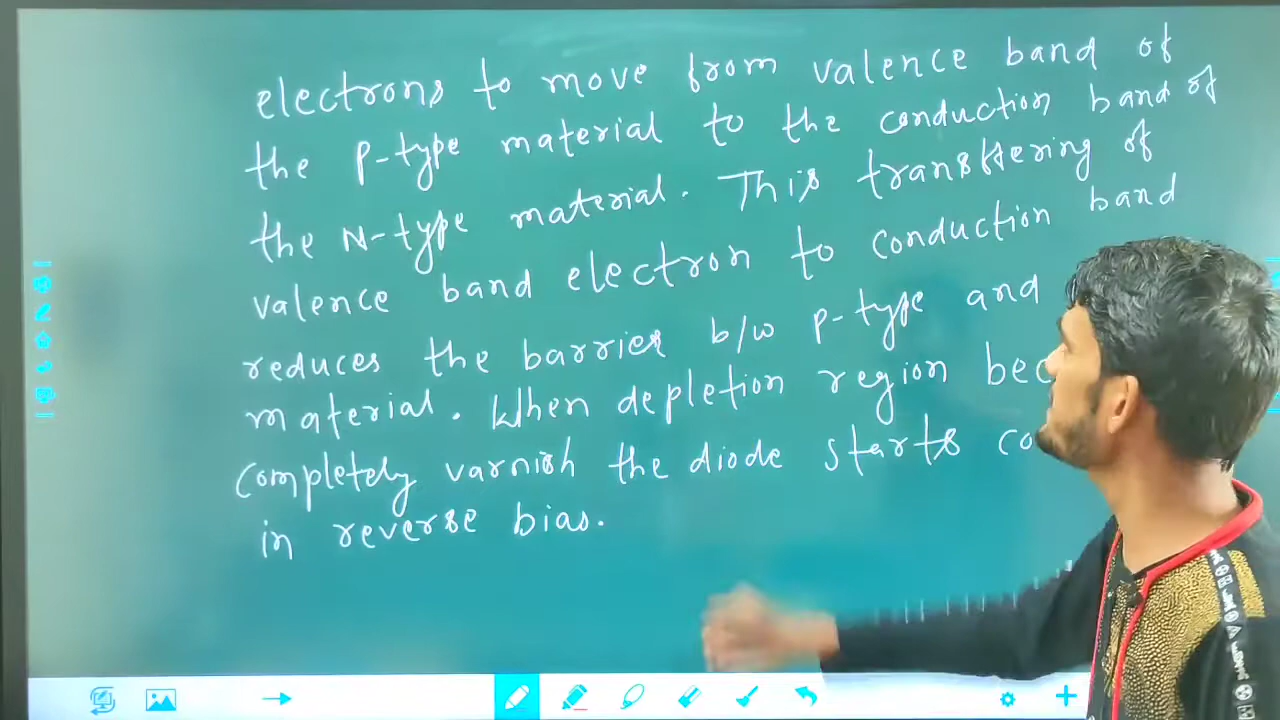 electrons to move from valence band of
the P-type material to the conduction band of
the N-type material. This transfering of
valence band electron to conduction band
reduces the barrier b/w P-type and
material. When depletion region bec
completely varnish the diode starts co
in reverse bias.